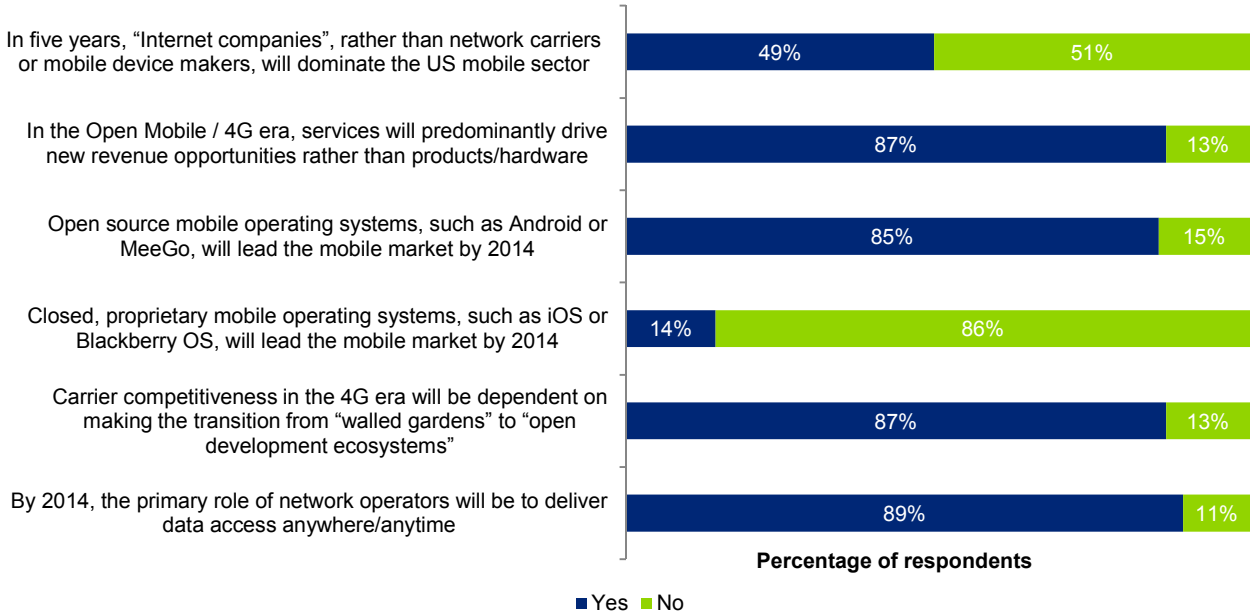 In five years, “Internet companies”, rather than network carriers
or mobile device makers, will dominate the US mobile sector
49%
51%
In the Open Mobile / 4G era, services will predominantly drive
new revenue opportunities rather than products/hardware
87%
13%
Open source mobile operating systems, such as Android or
MeeGo, will lead the mobile market by 2014
85%
15%
Closed, proprietary mobile operating systems, such as iOS or
Blackberry OS, will lead the mobile market by 2014
14%
86%
Carrier competitiveness in the 4G era will be dependent on
making the transition from “walled gardens” to “open
development ecosystems”
87%
13%
By 2014, the primary role of network operators will be to deliver
data access anywhere/anytime
89%
11%
Percentage of respondents
Yes No